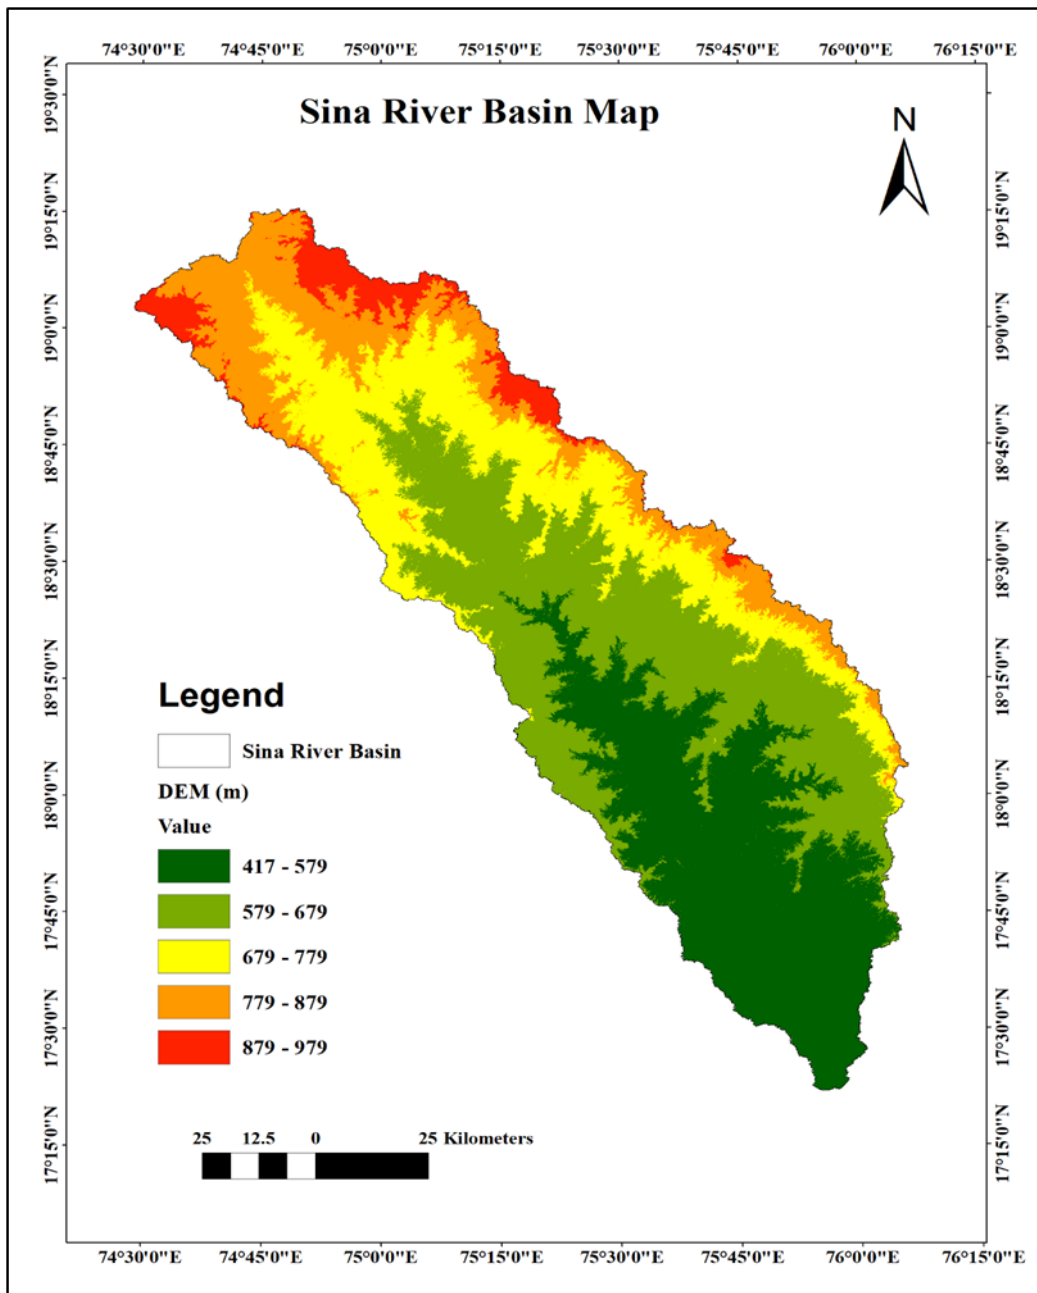 74°30'0"E 74°45'0"E 75°0'0"E 75°15'0"E 75°30'0"E 75°45'0"E 76°0'0"E 76°15'0"E
Sina River Basin Map
N
19°30'0"N
19°15'0"N
19°0'0"N
18°45'0"N
18°30'0"N
18°15'0"N
18°0'0"N
17°45'0"N
17°30'0"N
17°15'0"N
19°15'0"N
19°0'0"N
18°45'0"N
18°30'0"N
18°15'0"N
18°0'0"N
17°45'0"N
17°30'0"N
17°15'0"N
Legend
Sina River Basin
DEM (m)
Value
417 - 579
579 - 679
679 - 779
779 - 879
879 - 979
25 12.5 0 25 Kilometers
74°30'0"E 74°45'0"E 75°0'0"E 75°15'0"E 75°30'0"E 75°45'0"E 76°0'0"E 76°15'0"E